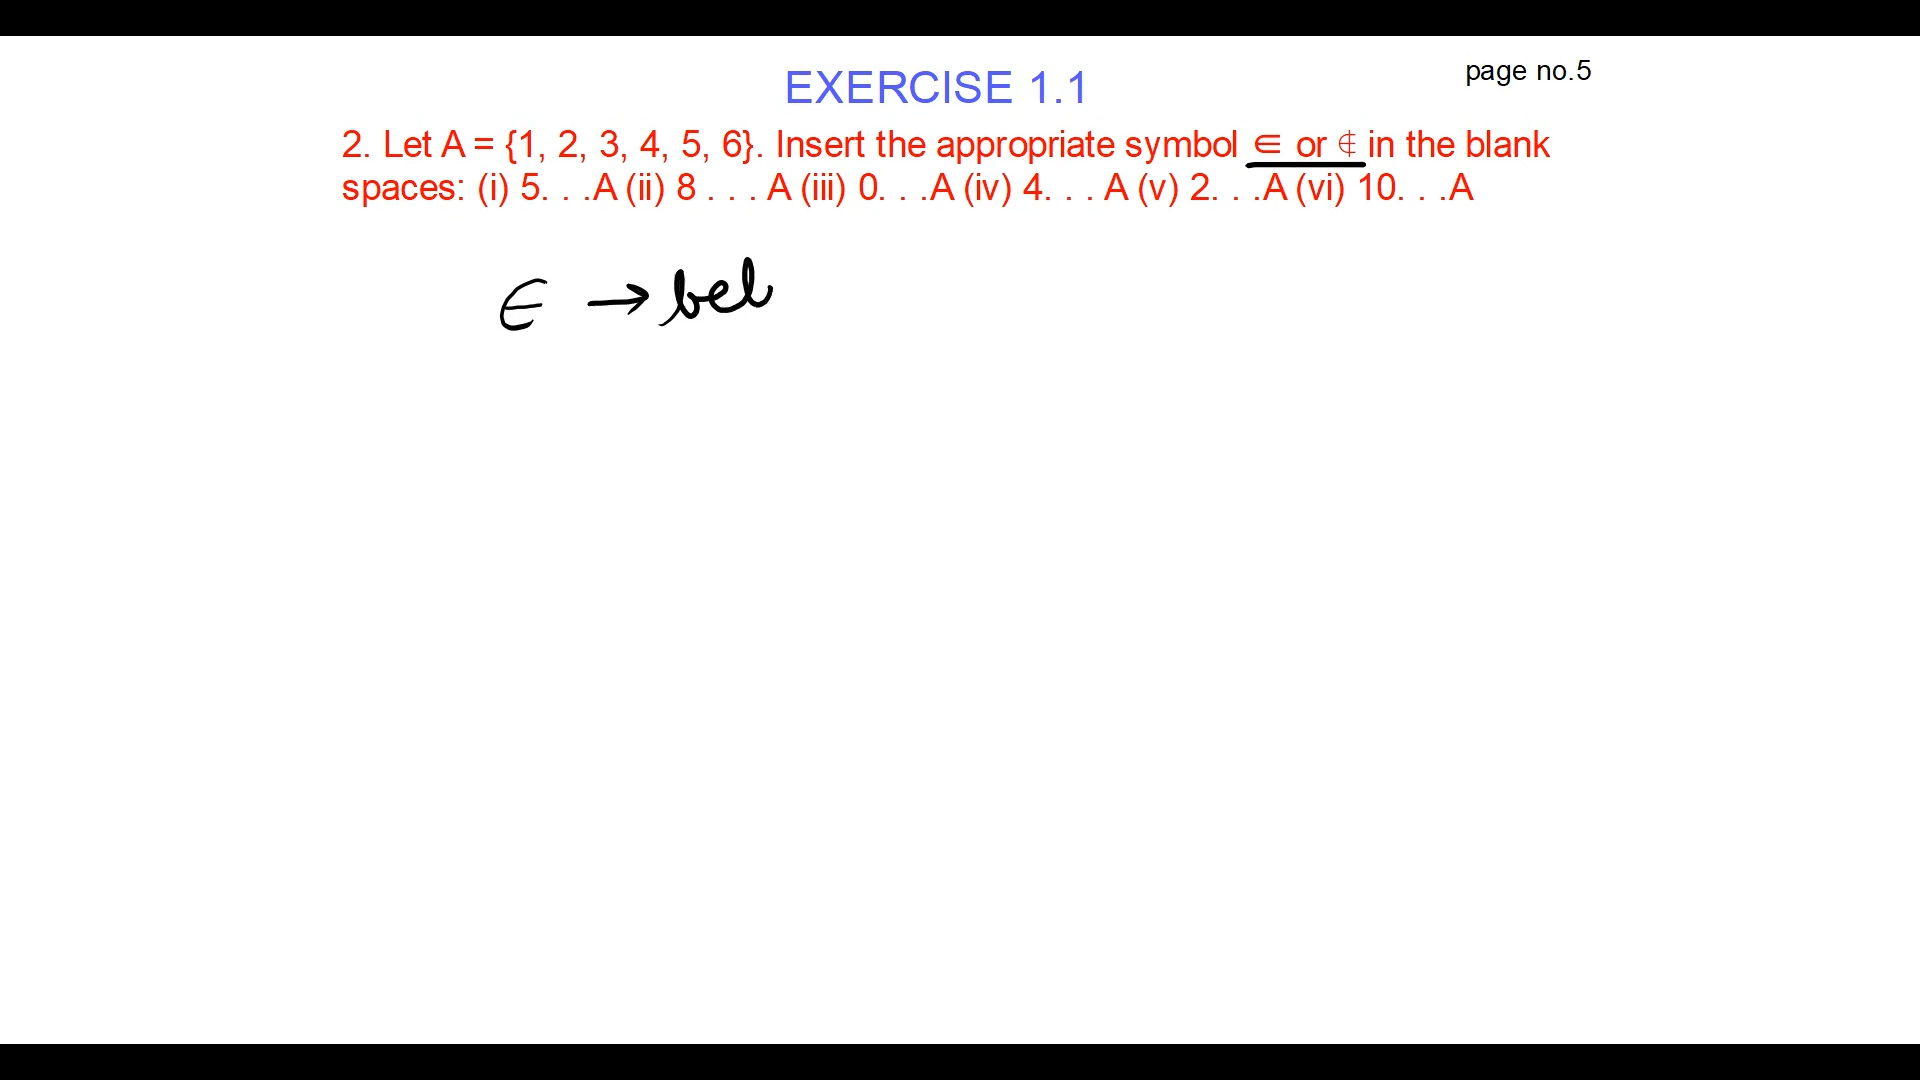 EXERCISE 1.1
page no.5
2. Let A = {1, 2, 3, 4, 5, 6}. Insert the appropriate symbol ∈ or ∉ in the blank
spaces: (i) 5. . .A (ii) 8 . . . A (iii) 0. . .A (iv) 4. . . A (v) 2. . .A (vi) 10. . .A
∈ → bel